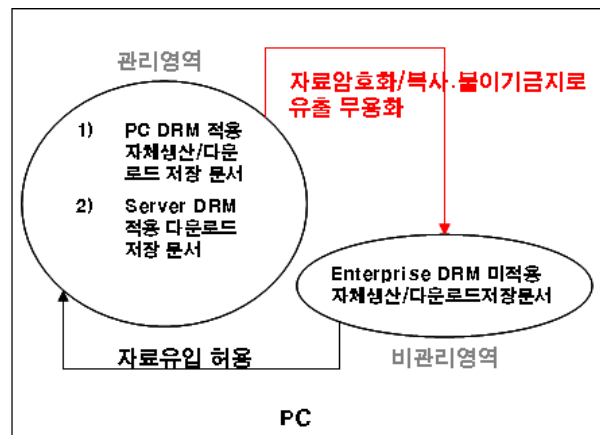 관리영역
자료암호화/복사.붙이기금지로
유출 무용화
1) PC DRM 적용
자체생산/다운
로드 저장 문서
2) Server DRM
적용 다운로드
저장 문서
Enterprise DRM 미적용
자체생산/다운로드저장문서
자료유입 허용
비관리영역
PC